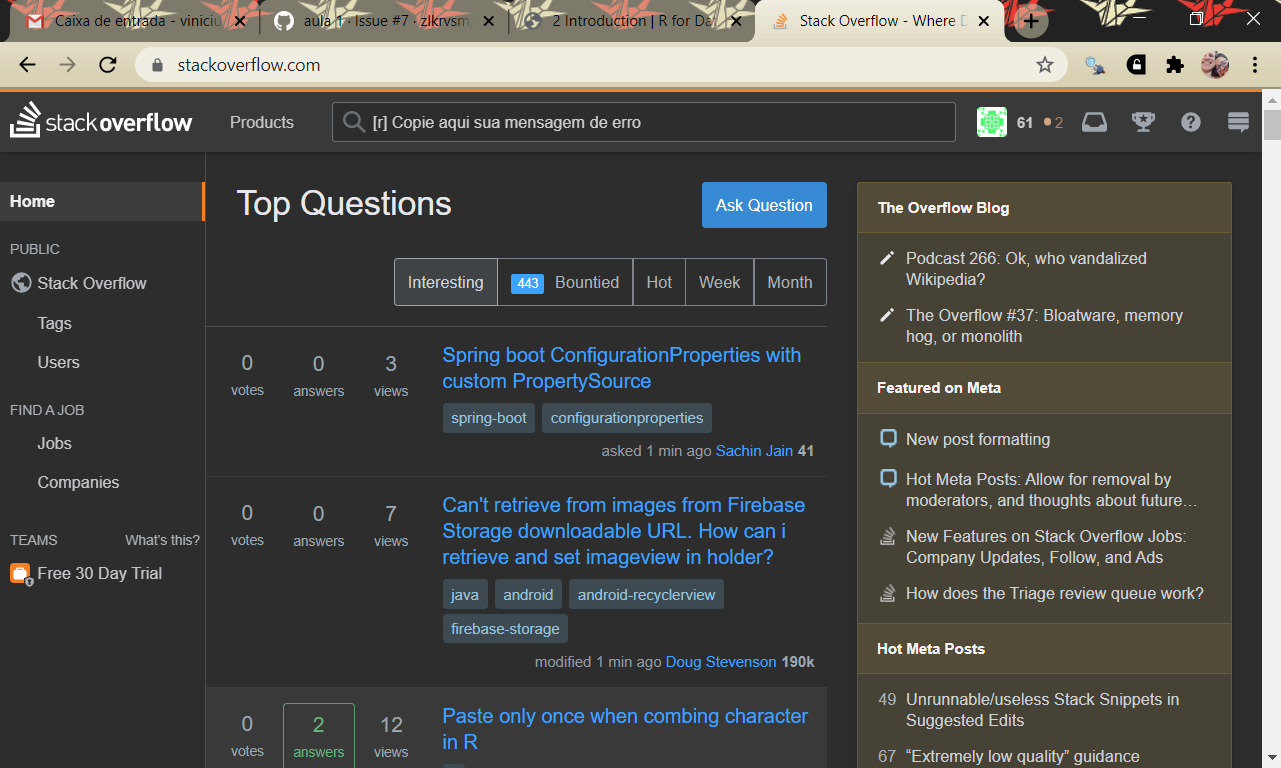 Caixa de entrada - viniciu
aula 1 · Issue #7 · zlkrvsm
2 Introduction | R for Da
Stack Overflow - Where D
stackoverflow.com
stackoverflow
Products
[r] Copie aqui sua mensagem de erro
61 2
Home
PUBLIC
Stack Overflow
Tags
Users
FIND A JOB
Jobs
Companies
TEAMS What's this?
Free 30 Day Trial
Top Questions
Ask Question
Interesting 443 Bountied Hot Week Month
0 votes
0 answers
3 views
Spring boot ConfigurationProperties with
custom PropertySource
spring-boot configurationproperties
asked 1 min ago Sachin Jain 41
0 votes
0 answers
7 views
Can't retrieve from images from Firebase
Storage downloadable URL. How can i
retrieve and set imageview in holder?
java android android-recyclerview
firebase-storage
modified 1 min ago Doug Stevenson 190k
0 votes
2 answers
12 views
Paste only once when combing character
in R
The Overflow Blog
Podcast 266: Ok, who vandalized
Wikipedia?
The Overflow #37: Bloatware, memory
hog, or monolith
Featured on Meta
New post formatting
Hot Meta Posts: Allow for removal by
moderators, and thoughts about future…
New Features on Stack Overflow Jobs:
Company Updates, Follow, and Ads
How does the Triage review queue work?
Hot Meta Posts
49 Unrunnable/useless Stack Snippets in
Suggested Edits
67 “Extremely low quality” guidance